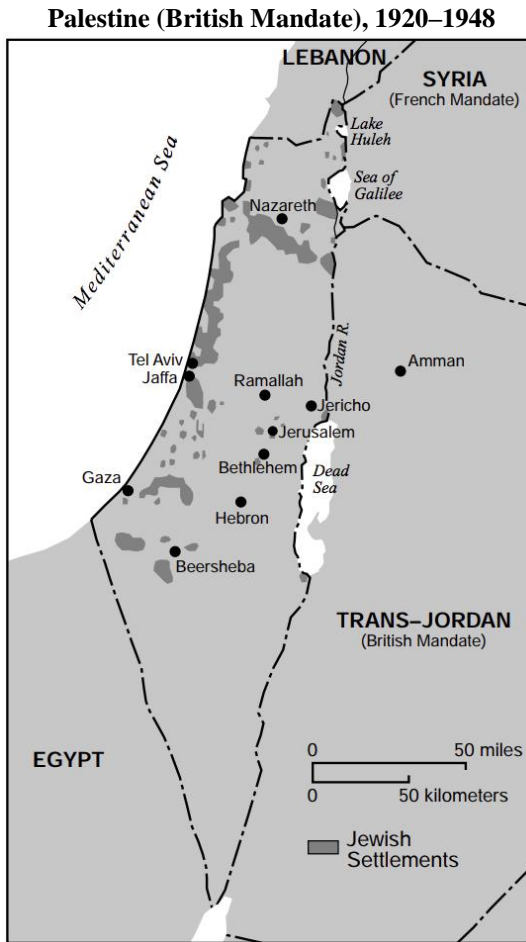 Palestine (British Mandate), 1920–1948
LEBANON
SYRIA
(French Mandate)
Lake
Huleh
Sea of
Galilee
Mediterranean Sea
Nazareth
Jordan R.
Tel Aviv
Jaffa
Amman
Ramallah
Jericho
Jerusalem
Bethlehem
Dead
Sea
Gaza
Hebron
Beersheba
TRANS–JORDAN
(British Mandate)
EGYPT
0 50 miles
0 50 kilometers
Jewish
Settlements